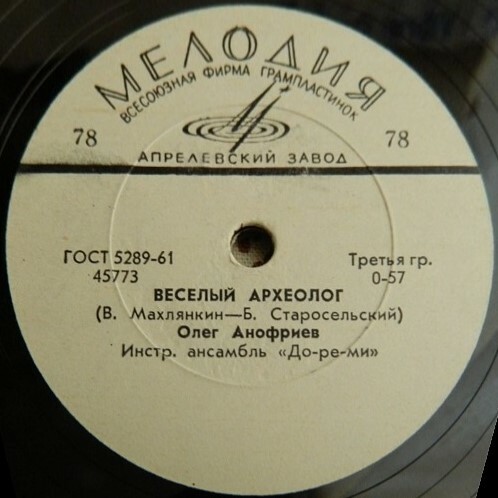 МЕЛОДИЯ
ВСЕСОЮЗНАЯ ФИРМА ГРАМПЛАСТИНОК
78 78
АПРЕЛЕВСКИЙ ЗАВОД
ГОСТ 5289-61 Третья гр.
45773 0-57
ВЕСЕЛЫЙ АРХЕОЛОГ
(В. Махлянкин—Б. Старосельский)
Олег Анофриев
Инстр. ансамбль «До-ре-ми»